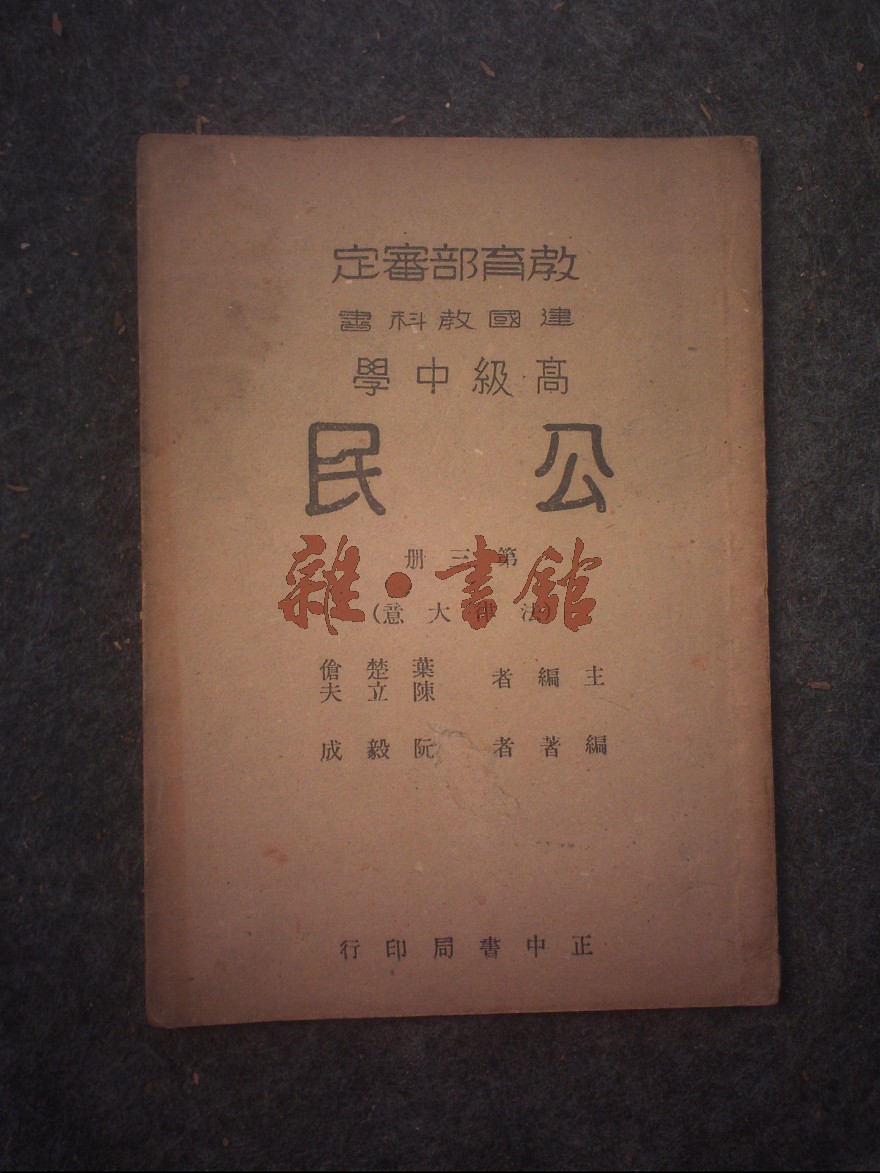 教育部審定
建國教科書
高級中學
公民
第三册
(法律大意)
主編者 葉楚傖 陳立夫
編著者 阮毅成
正中書局印行
雜·書館